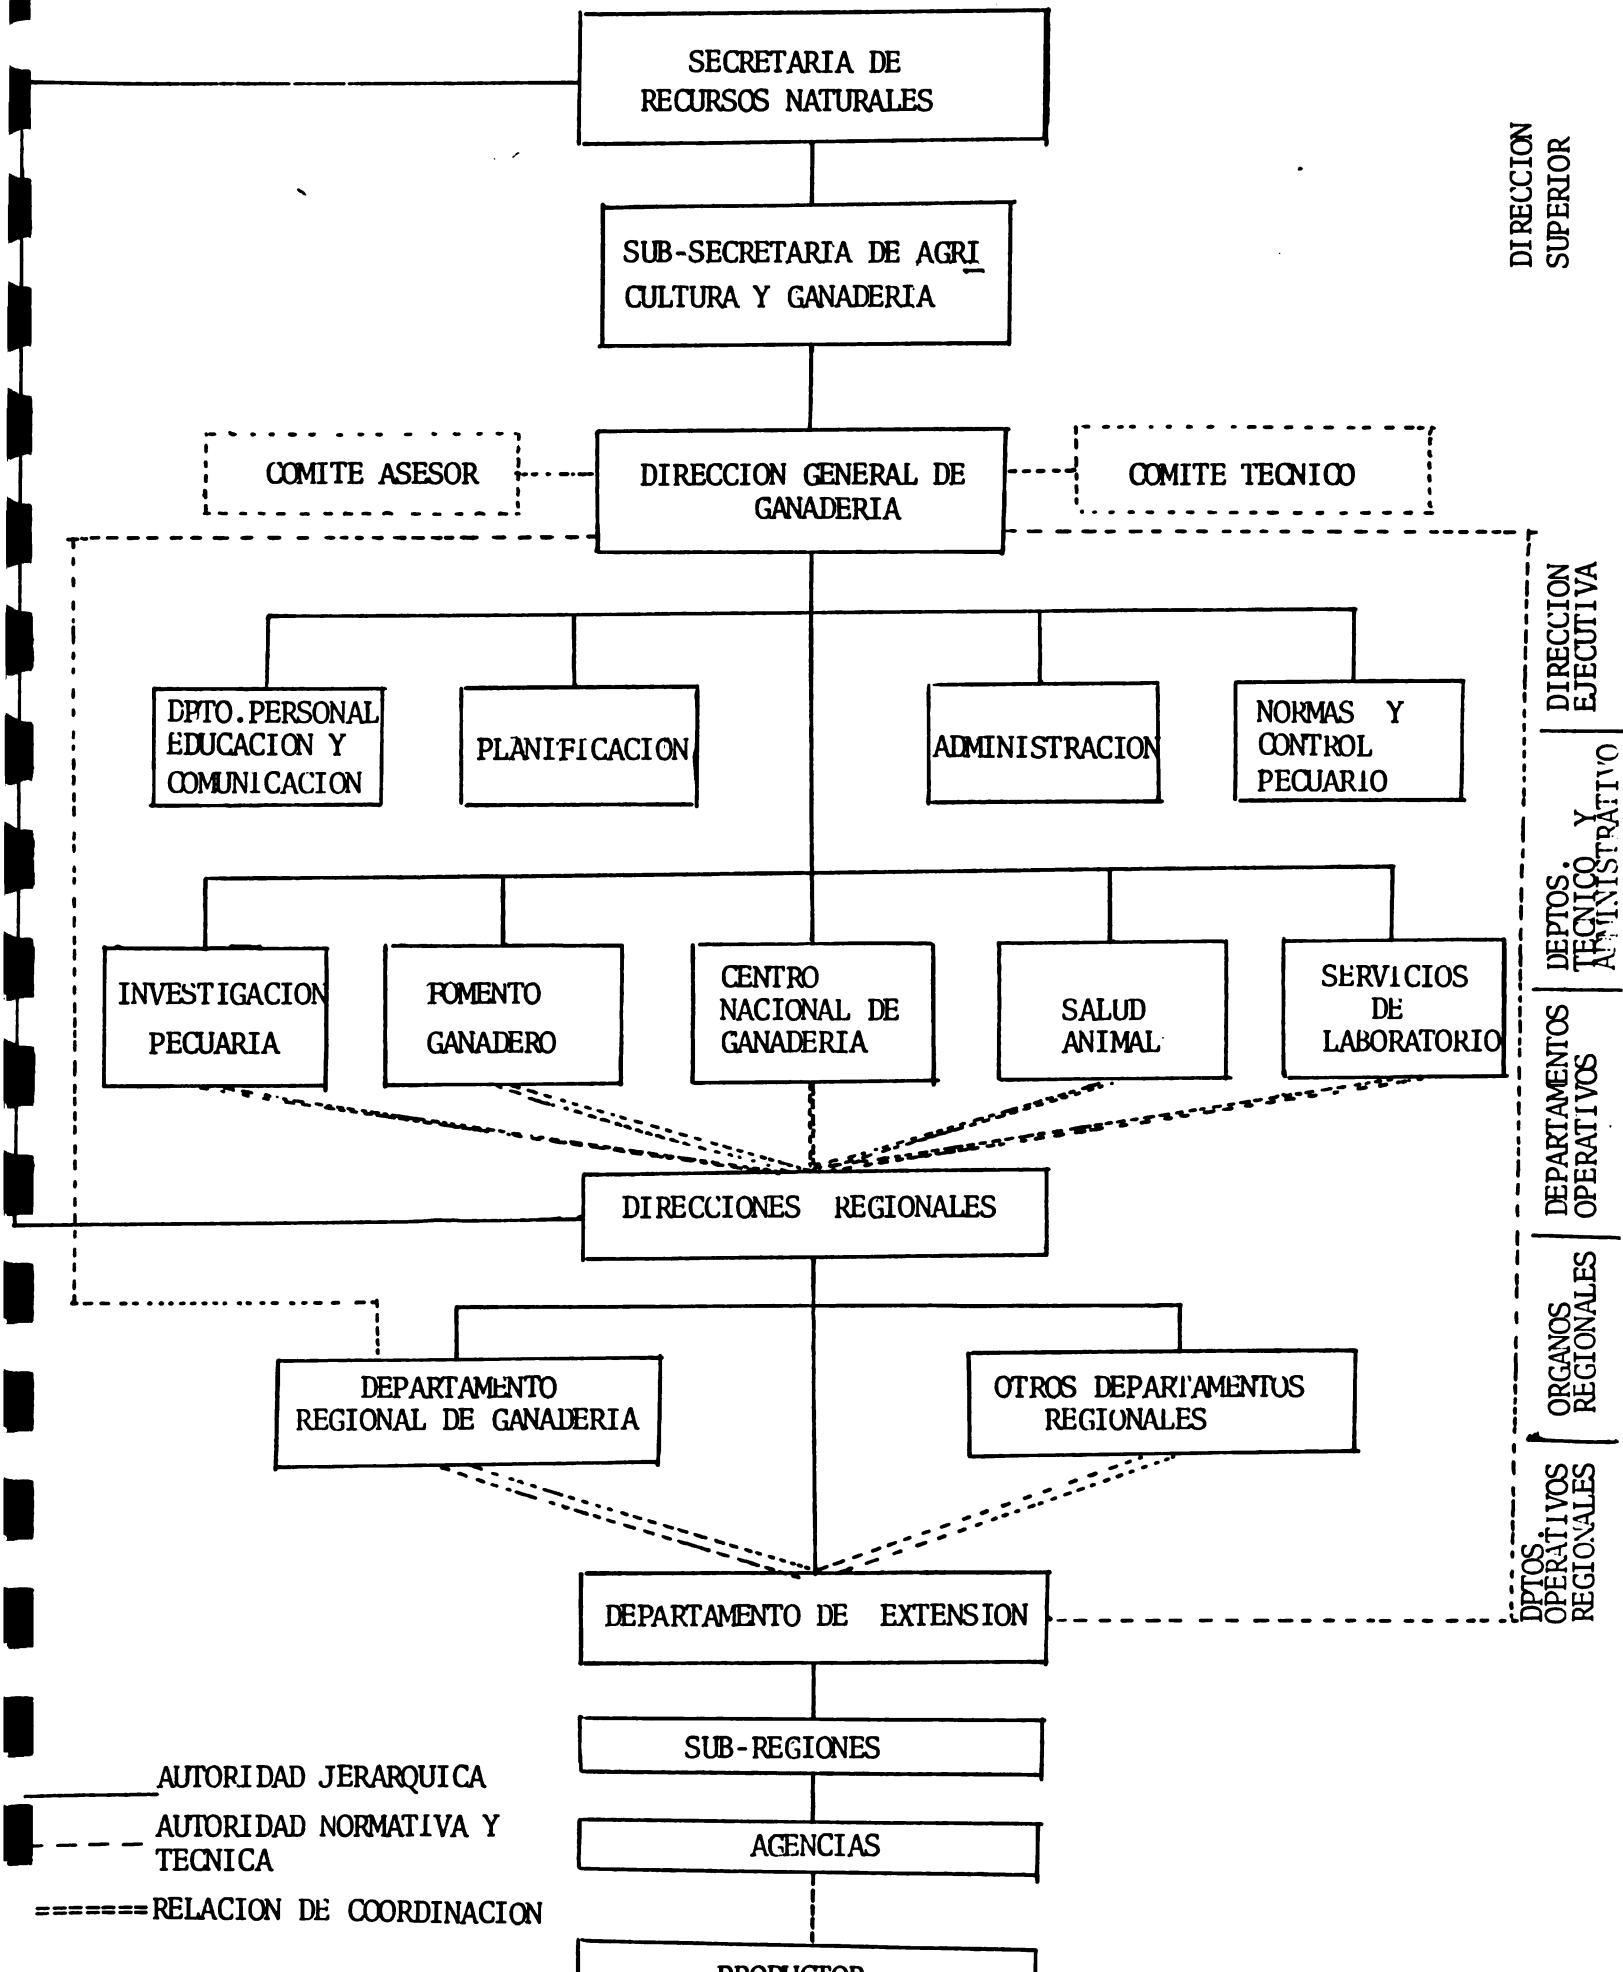 SECRETARIA DE
RECURSOS NATURALES
SUB-SECRETARIA DE AGRI
CULTURA Y GANADERIA
COMITE ASESOR
DIRECCION GENERAL DE
GANADERIA
COMITE TECNICO
DPTO. PERSONAL
EDUCACION Y
COMUNICACION
PLANIFICACION
ADMINISTRACION
NORMAS Y
CONTROL
PECUARIO
INVESTIGACION
PECUARIA
FOMENTO
GANADERO
CENTRO
NACIONAL DE
GANADERIA
SALUD
ANIMAL
SERVICIOS
DE
LABORATORIO
DIRECCIONES REGIONALES
DEPARTAMENTO
REGIONAL DE GANADERIA
OTROS DEPARTAMENTOS
REGIONALES
DEPARTAMENTO DE EXTENSION
SUB-REGIONES
AGENCIAS
PRODUCTOR
AUTORIDAD JERARQUICA
AUTORIDAD NORMATIVA Y
TECNICA
RELACION DE COORDINACION
DIRECCION
SUPERIOR
DIRECCION
EJECUTIVA
DEPTOS.
TECNICO Y
ADMINISTRATIVO
DEPARTAMENTOS
OPERATIVOS
ORGANOS
REGIONALES
DPTOS.
OPERATIVOS
REGIONALES